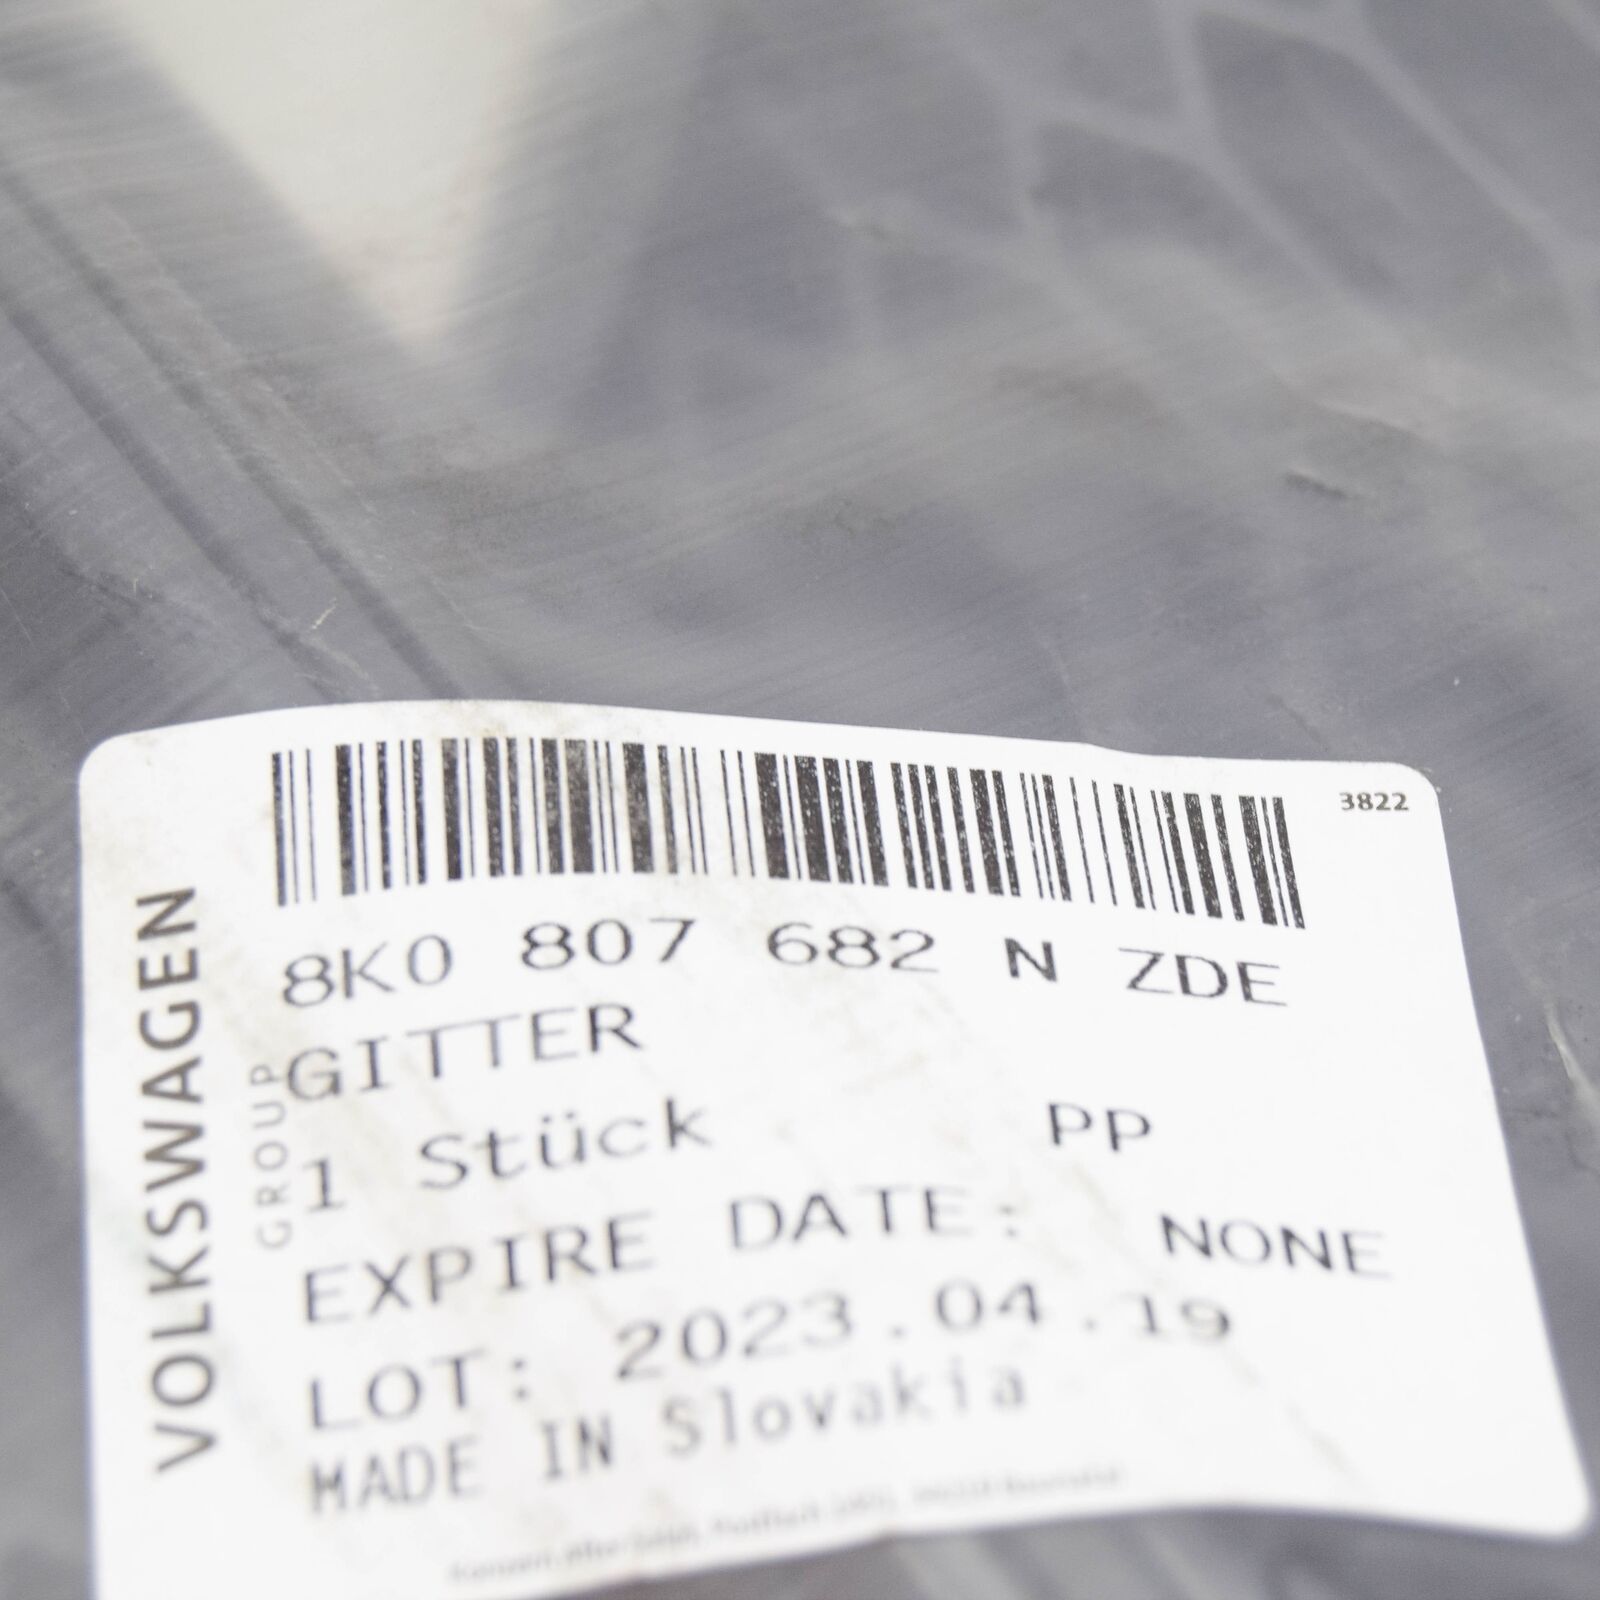 3822
8K0 807 682 N ZDE
GITTER
1 Stück PP
EXPIRE DATE: NONE
LOT: 2023.04.19
MADE IN Slovakia
VOLKSWAGEN
GROUP